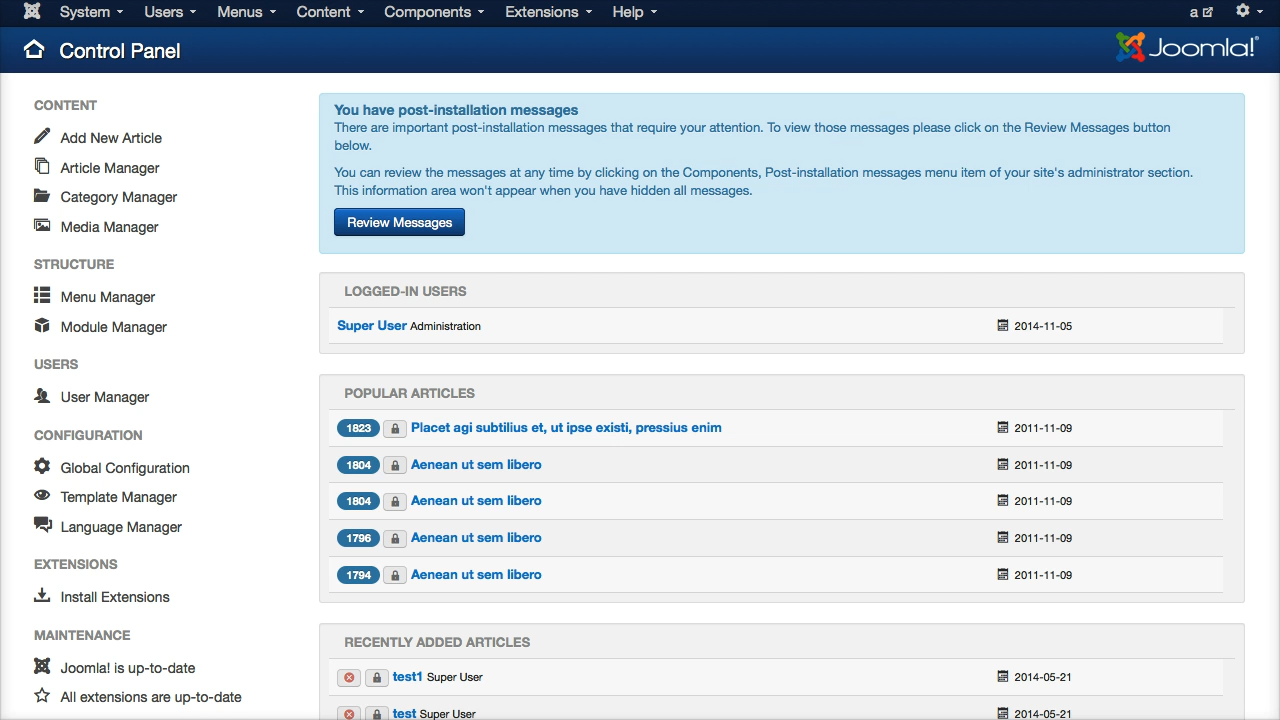 System Users Menus Content Components Extensions Help a
Control Panel Joomla!®
CONTENT
Add New Article
Article Manager
Category Manager
Media Manager
STRUCTURE
Menu Manager
Module Manager
USERS
User Manager
CONFIGURATION
Global Configuration
Template Manager
Language Manager
EXTENSIONS
Install Extensions
MAINTENANCE
Joomla! is up-to-date
All extensions are up-to-date
You have post-installation messages
There are important post-installation messages that require your attention. To view those messages please click on the Review Messages button
below.
You can review the messages at any time by clicking on the Components, Post-installation messages menu item of your site's administrator section.
This information area won't appear when you have hidden all messages.
Review Messages
LOGGED-IN USERS
Super User Administration 2014-11-05
POPULAR ARTICLES
1823 Placet agi subtilius et, ut ipse existi, pressius enim 2011-11-09
1804 Aenean ut sem libero 2011-11-09
1804 Aenean ut sem libero 2011-11-09
1796 Aenean ut sem libero 2011-11-09
1794 Aenean ut sem libero 2011-11-09
RECENTLY ADDED ARTICLES
test1 Super User 2014-05-21
test Super User 2014-05-21